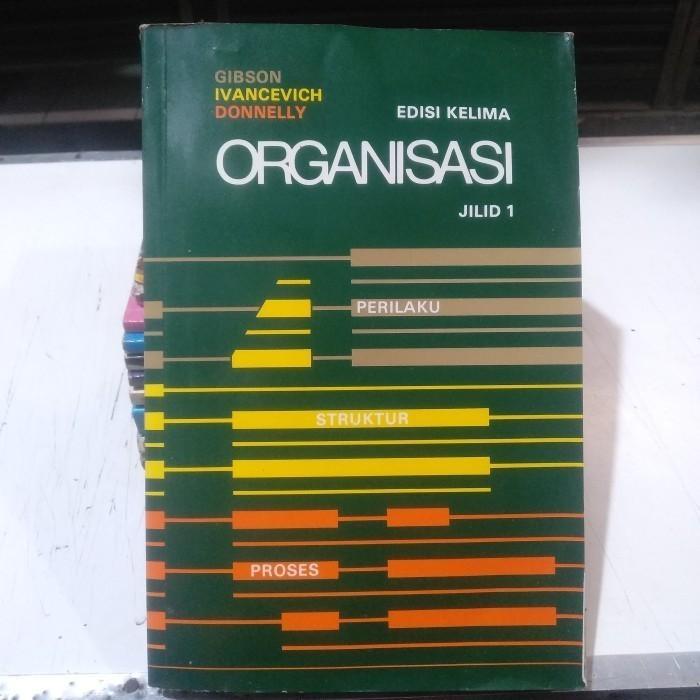 GIBSON
IVANCEVICH
DONNELLY
EDISI KELIMA
ORGANISASI
JILID 1
PERILAKU
STRUKTUR
PROSES